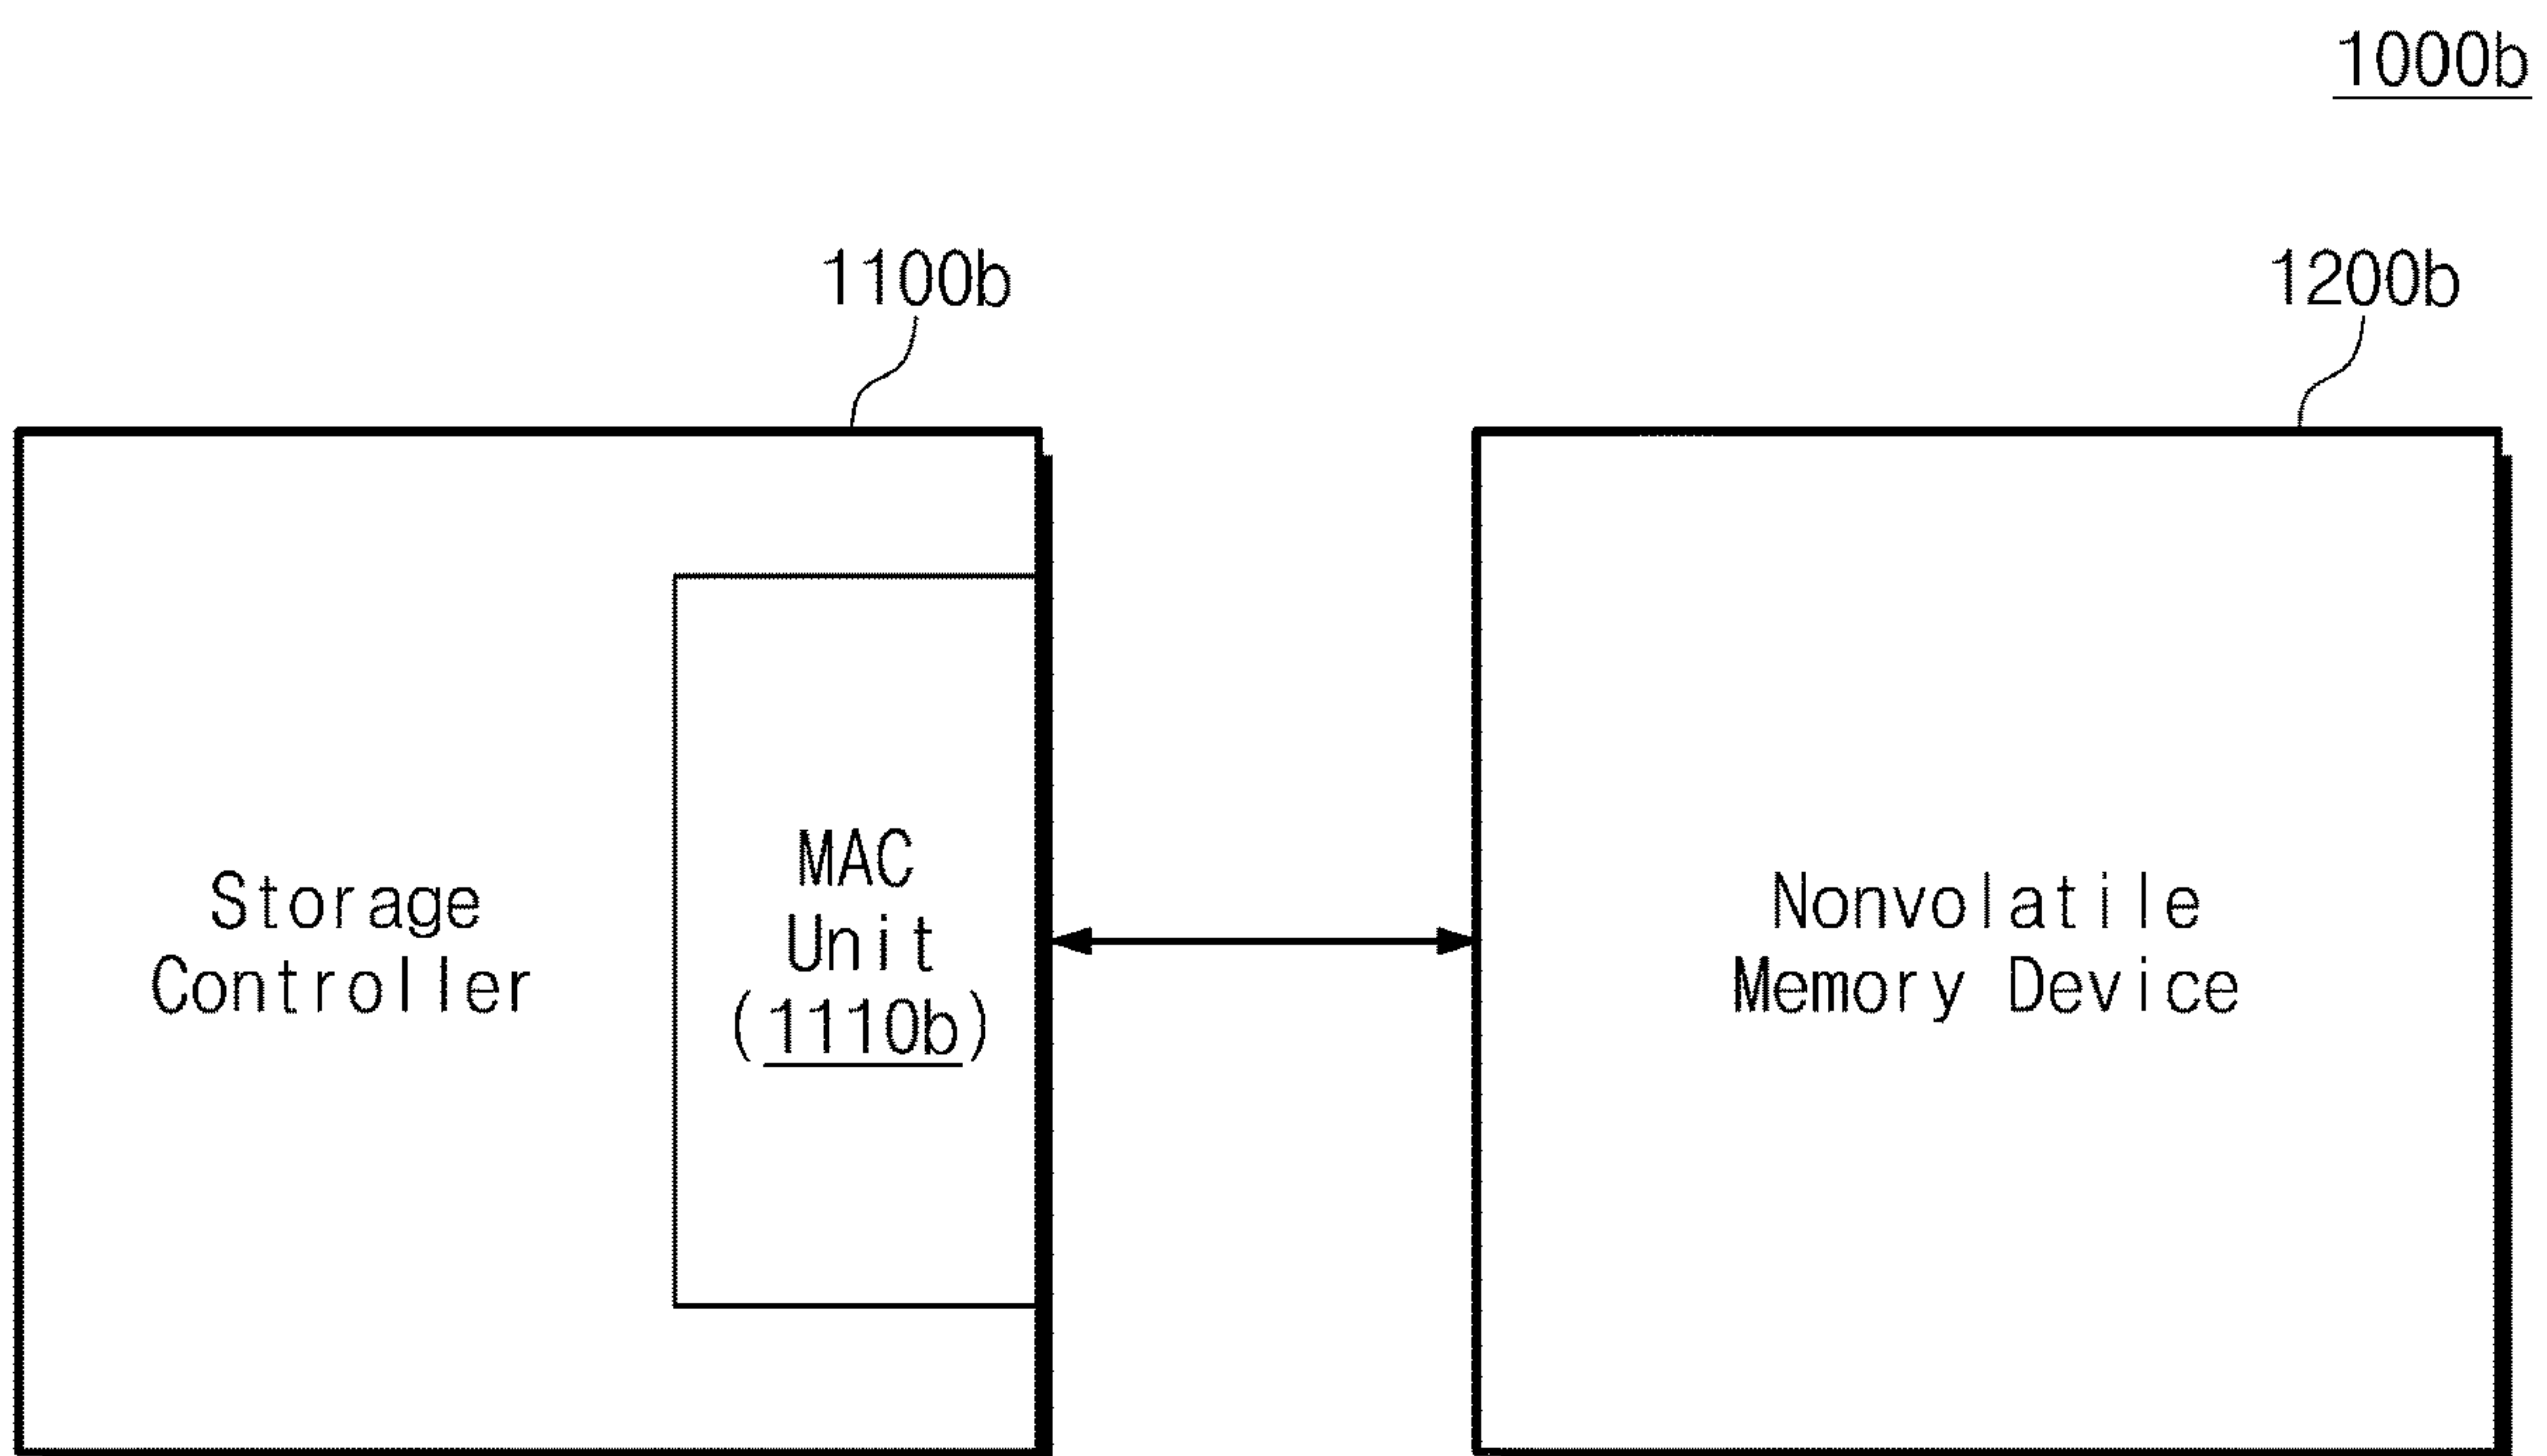 1000b
1100b
1200b
Storage
Controller
MAC
Unit
(1110b)
Nonvolatile
Memory Device